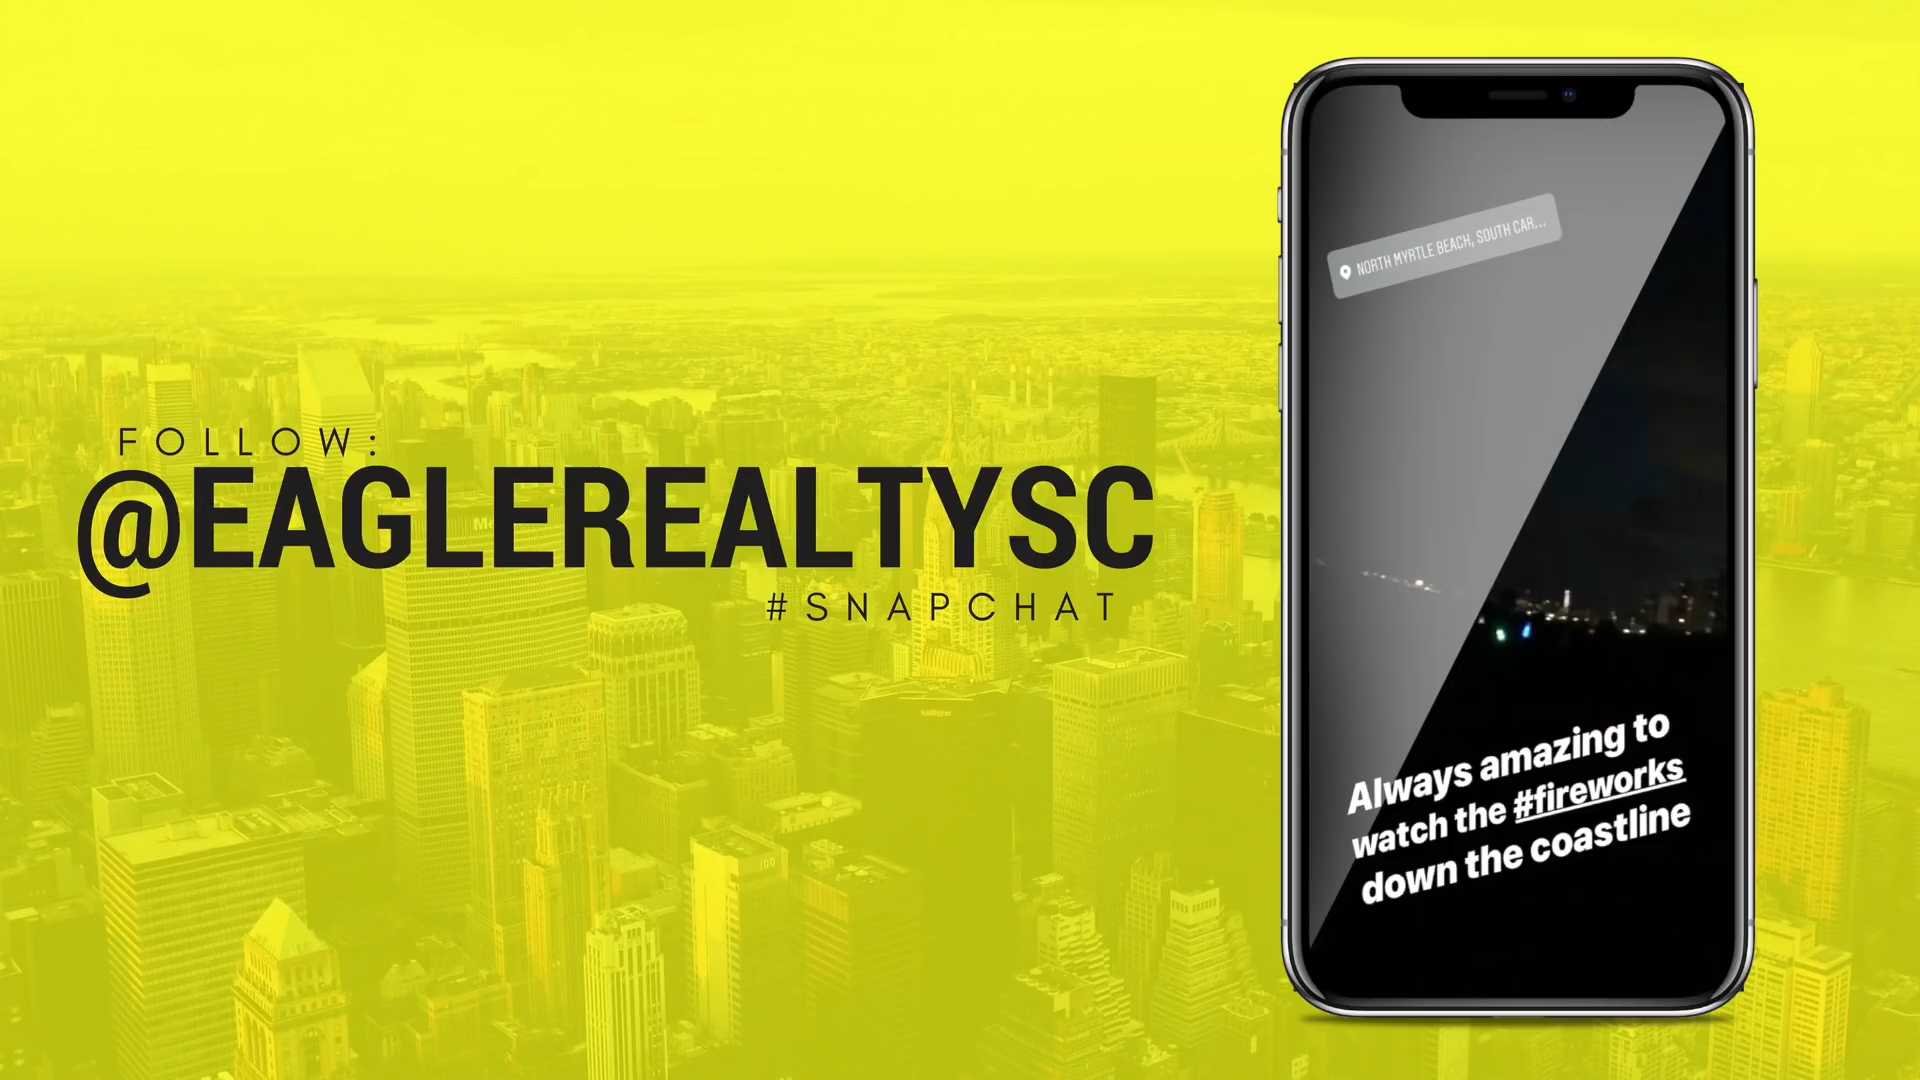 FOLLOW:
@EAGLEREALTYSC
#SNAPCHAT
NORTH MYRTLE BEACH, SOUTH CAR...
Always amazing to
watch the #fireworks
down the coastline